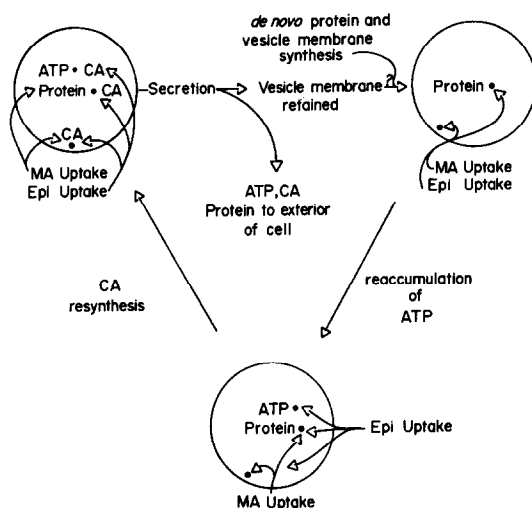 de novo protein and
vesicle membrane
synthesis
ATP • CA
Protein • CA
CA
MA Uptake
Epi Uptake
Secretion
Vesicle membrane ?
retained
ATP, CA
Protein to exterior
of cell
Protein •
MA Uptake
Epi Uptake
CA
resynthesis
reaccumulation
of
ATP
ATP •
Protein •
Epi Uptake
MA Uptake